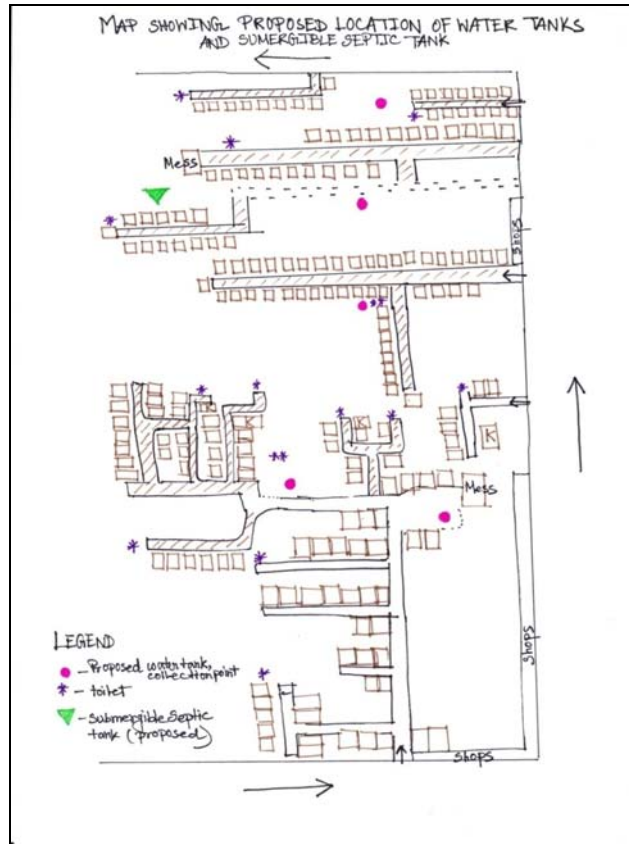 MAP SHOWING PROPOSED LOCATION OF WATER TANKS
AND SUMERGIBLE SEPTIC TANK
Mess
shops
K
K
K
Mess
shops
LEGEND
- Proposed water tank,
collection point
- toilet
- submergible septic
tank (proposed)
shops